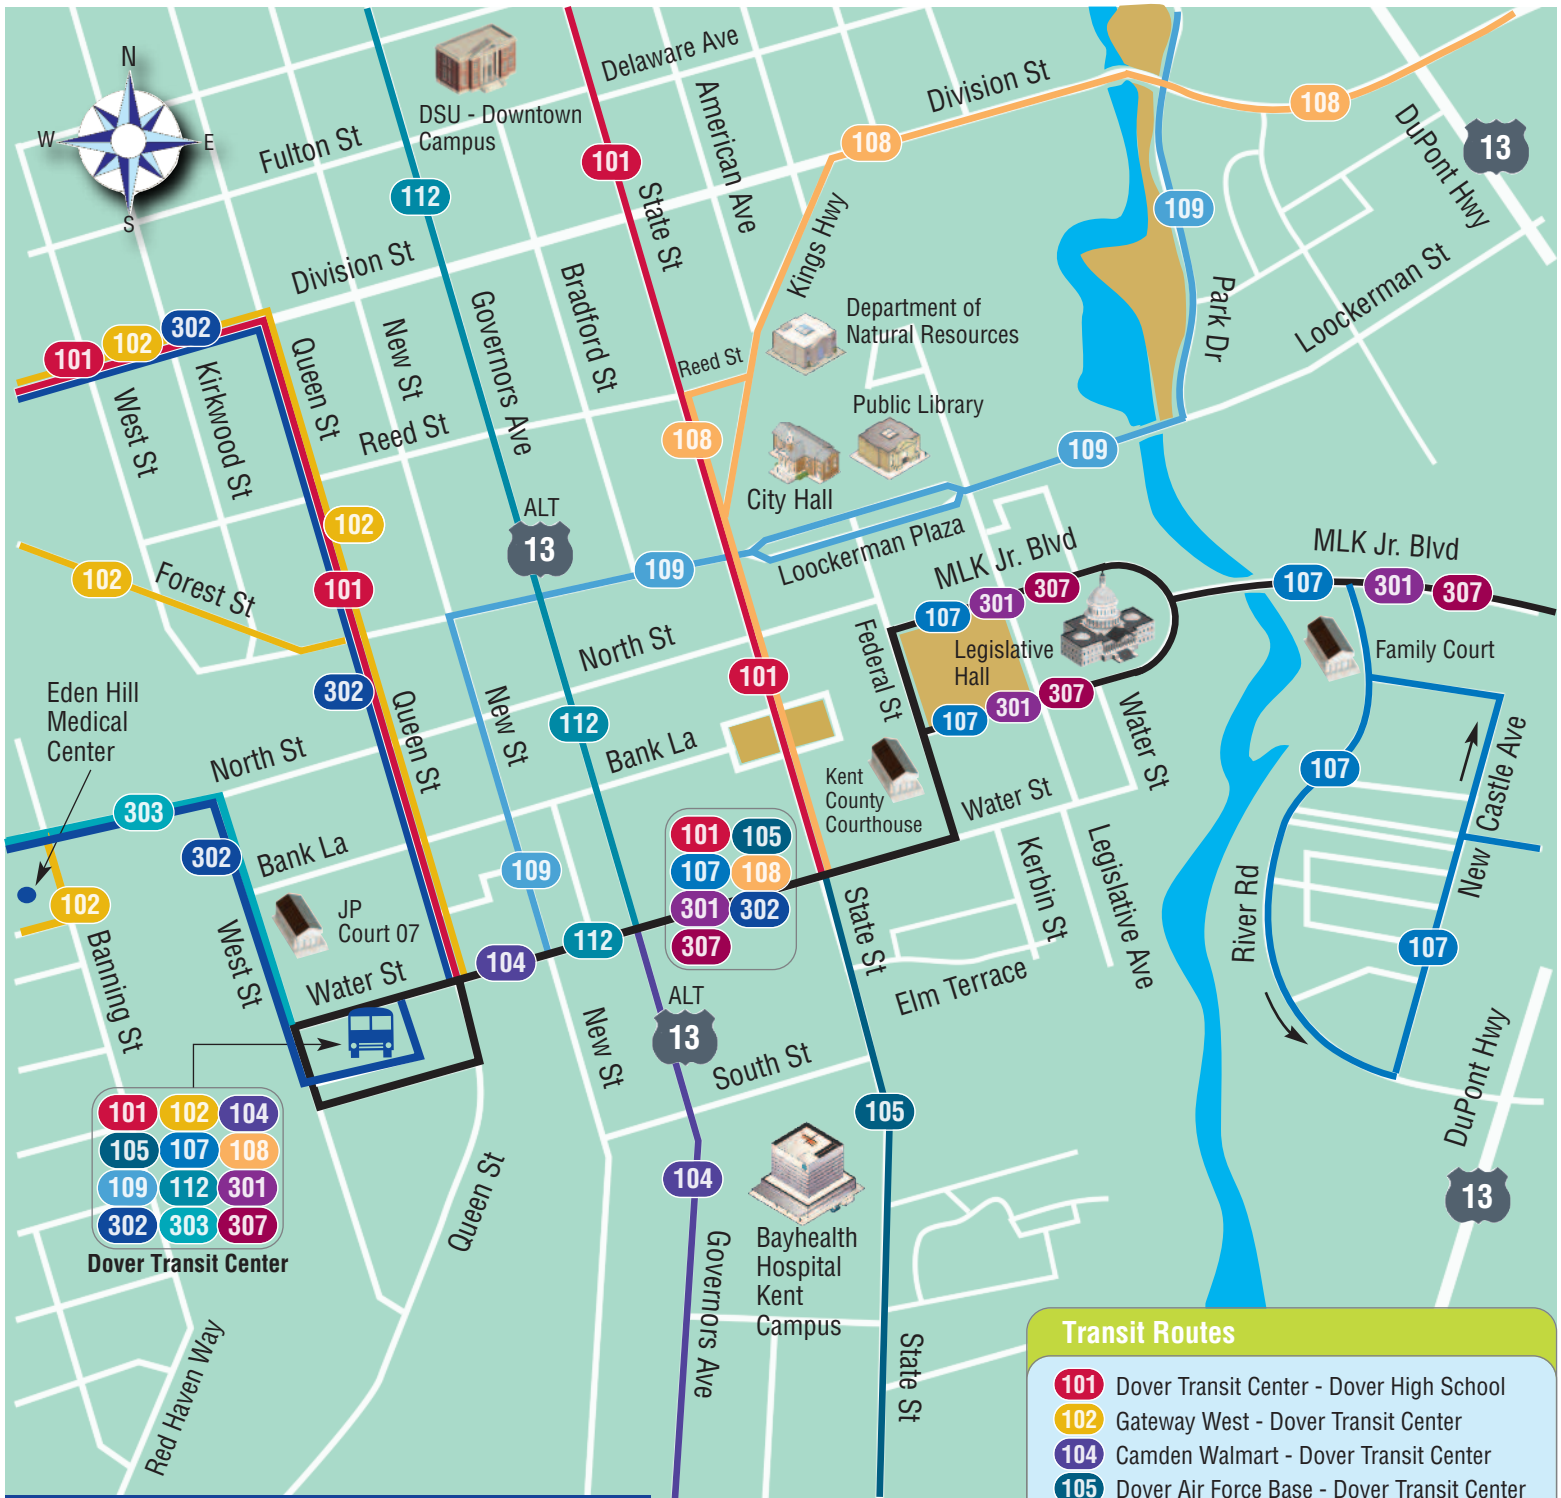 N
W
E
S
DSU - Downtown
Campus
Delaware Ave
American Ave
Division St
108
108
DuPont Hwy
13
Fulton St
112
101
State St
Kings Hwy
109
Park Dr
Loockerman St
Division St
101
102
302
West St
Kirkwood St
Queen St
New St
Governors Ave
Bradford St
Reed St
Reed St
Department of
Natural Resources
Public Library
City Hall
108
109
102
ALT
13
109
Loockerman Plaza
102
Forest St
101
302
MLK Jr. Blvd
MLK Jr. Blvd
107
301
307
107
301
307
Legislative
Hall
107
301
307
Federal St
Family Court
North St
101
112
Bank La
Kent
County
Courthouse
Water St
Water St
Eden Hill
Medical
Center
North St
303
302
Queen St
New St
Bank La
102
Banning St
West St
JP
Court 07
Water St
109
104
112
101
105
107
108
301
302
307
State St
Kerbin St
Legislative Ave
Elm Terrace
107
River Rd
New Castle Ave
107
ALT
13
New St
South St
105
DuPont Hwy
13
101
102
104
105
107
108
109
112
301
302
303
307
Dover Transit Center
Queen St
Red Haven Way
104
Governors Ave
Bayhealth
Hospital
Kent
Campus
State St
Transit Routes
101 Dover Transit Center - Dover High School
102 Gateway West - Dover Transit Center
104 Camden Walmart - Dover Transit Center
105 Dover Air Force Base - Dover Transit Center